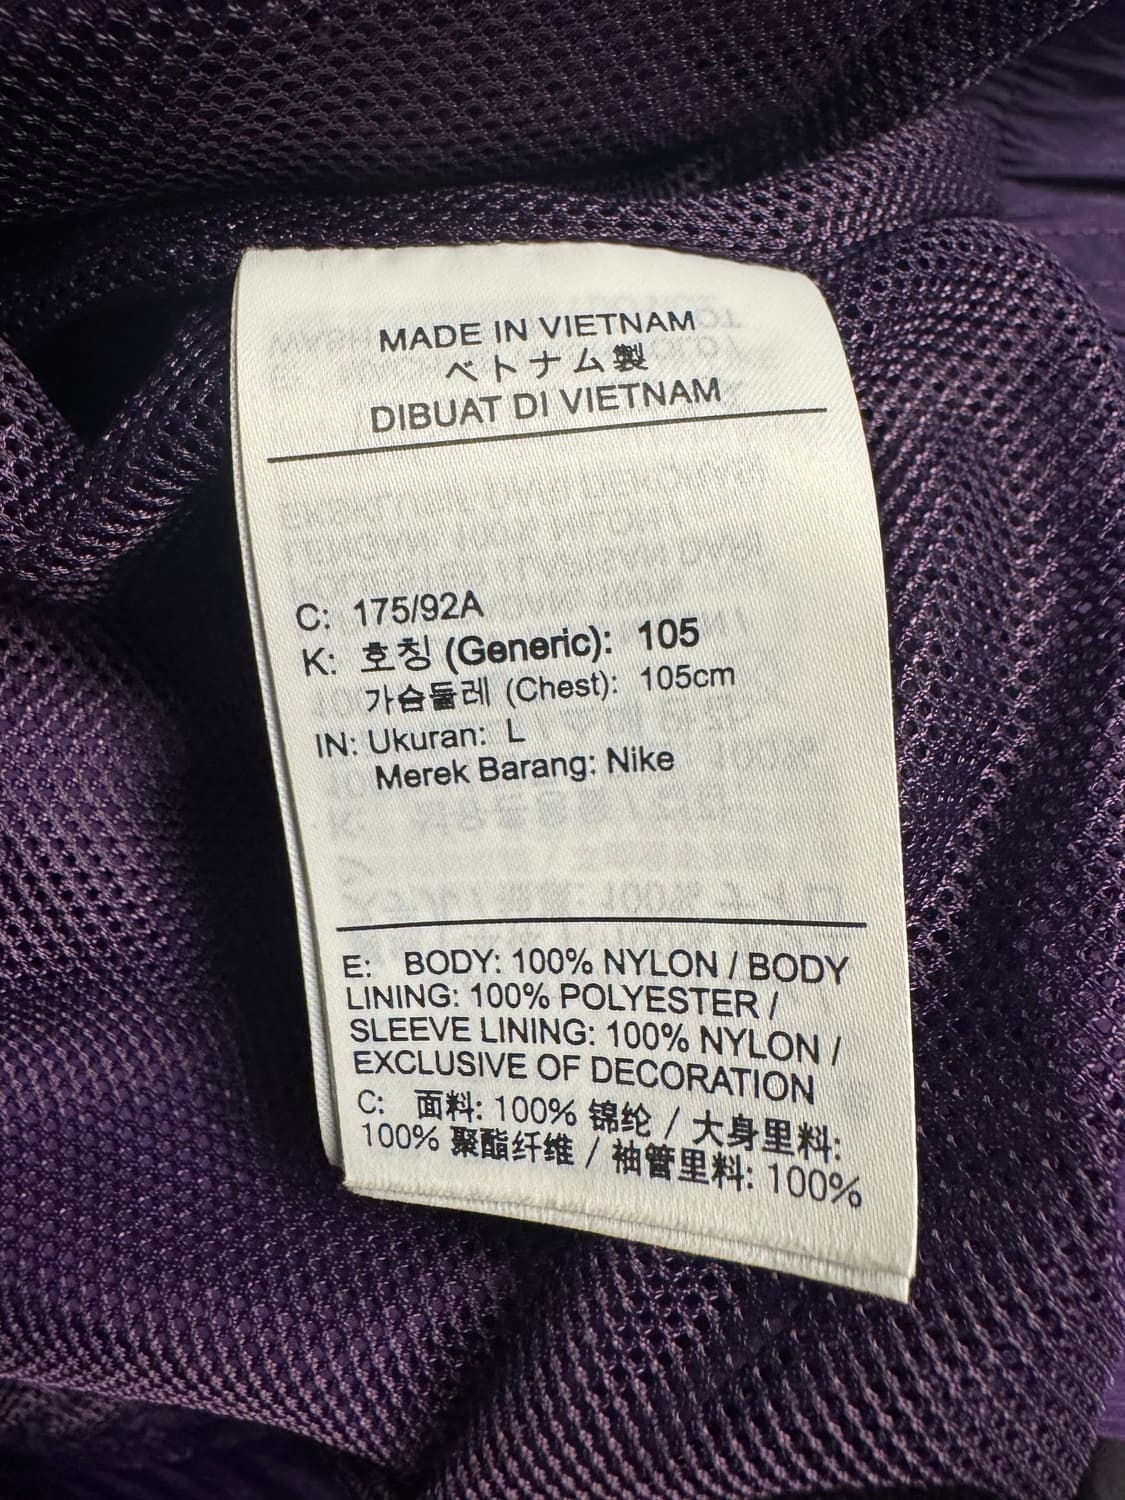 MADE IN VIETNAM
ベトナム製
DIBUAT DI VIETNAM
C: 175/92A
K: 호칭 (Generic): 105
가슴둘레 (Chest): 105cm
IN: Ukuran: L
Merek Barang: Nike
E: BODY: 100% NYLON / BODY
LINING: 100% POLYESTER /
SLEEVE LINING: 100% NYLON /
EXCLUSIVE OF DECORATION
C: 面料: 100% 锦纶 / 大身里料:
100% 聚酯纤维 / 袖管里料: 100%